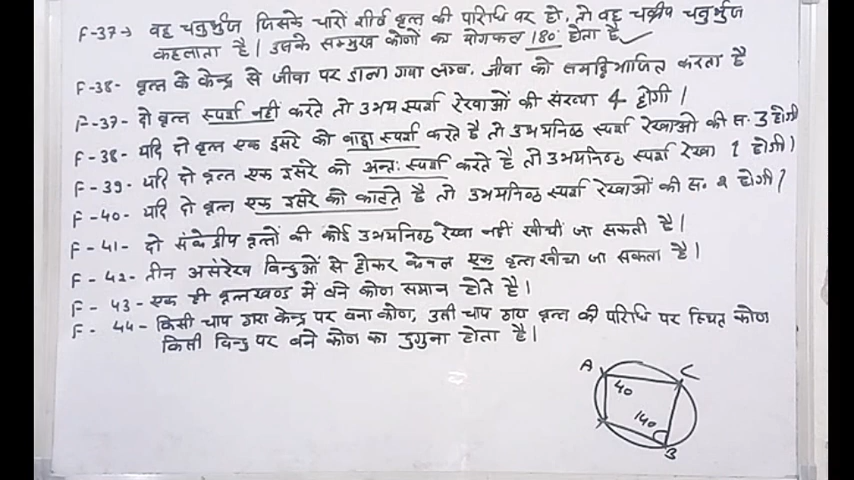 F-37→ वह चतुर्भुज जिसके चारों शीर्ष वृत्त की परिधि पर हो, तो वह चक्रीय चतुर्भुज
कहलाता है। उसके सम्मुख कोणों का योगफल 180° होता है
F-38- वृत्त के केन्द्र से जीवा पर डाला गया लम्ब, जीवा को समद्विभाजित करता है
F-37- दो वृत्त स्पर्श नहीं करते तो उभय स्पर्श रेखाओं की संख्या 4 होगी।
F-38- यदि दो वृत्त एक दूसरे को वाह्य स्पर्श करते है तो उभयनिष्ठ स्पर्श रेखाओं की स. 3 होगी
F-39- यदि दो वृत्त एक दूसरे को अन्तः स्पर्श करते है तो उभयनिष्ठ स्पर्श रेखा 1 होगी।
F-40- यदि दो वृत्त एक दूसरे को काटते है तो उभयनिष्ठ स्पर्श रेखाओं की स. 2 होगी।
F-41- दो संकेन्द्रीय वृत्तों की कोई उभयनिष्ठ रेखा नहीं खीचीं जा सकती है।
F-42- तीन असंरेख्य बिन्दुओं से होकर केवल एक वृत्त खीचा जा सकता है।
F-43- एक ही वृत्तखण्ड में बने कोण समान होते है।
F-44- किसी चाप द्वारा केन्द्र पर बना कोण, उसी चाप द्वारा वृत्त की परिधि पर स्थित कोण
किसी बिन्दु पर बने कोण का दुगुना होता है।
A C
40
140
B